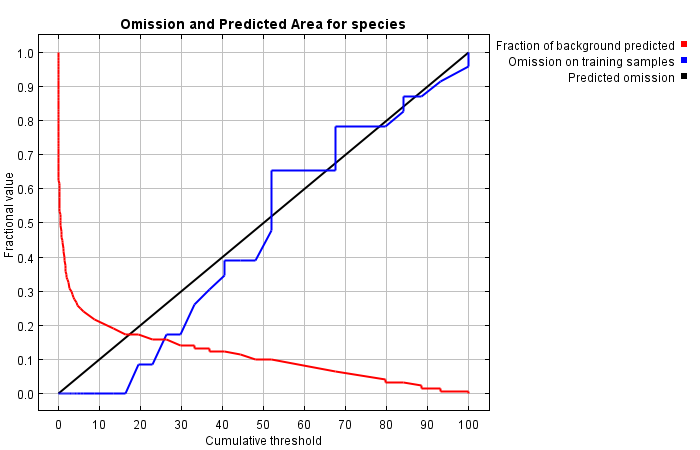 Omission and Predicted Area for species
Fraction of background predicted
Omission on training samples
Predicted omission
Fractional value
1.0
0.9
0.8
0.7
0.6
0.5
0.4
0.3
0.2
0.1
0.0
0 10 20 30 40 50 60 70 80 90 100
Cumulative threshold